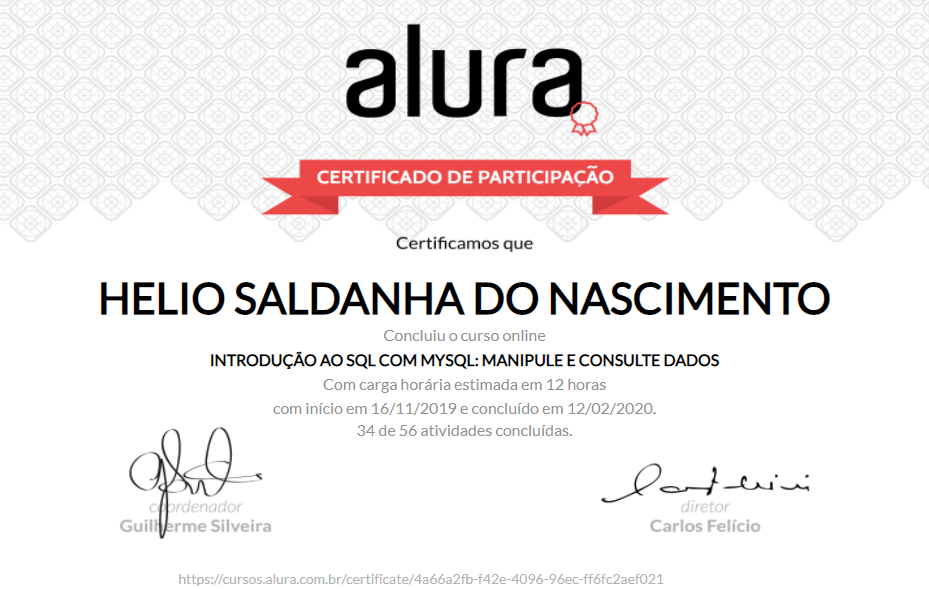 alura
CERTIFICADO DE PARTICIPAÇÃO
Certificamos que
HELIO SALDANHA DO NASCIMENTO
Concluiu o curso online
INTRODUÇÃO AO SQL COM MYSQL: MANIPULE E CONSULTE DADOS
Com carga horária estimada em 12 horas
com início em 16/11/2019 e concluído em 12/02/2020.
34 de 56 atividades concluídas.
coordenador
Guilherme Silveira
diretor
Carlos Felício
https://cursos.alura.com.br/certificate/4a66a2fb-f42e-4096-96ec-ff6fc2aef021